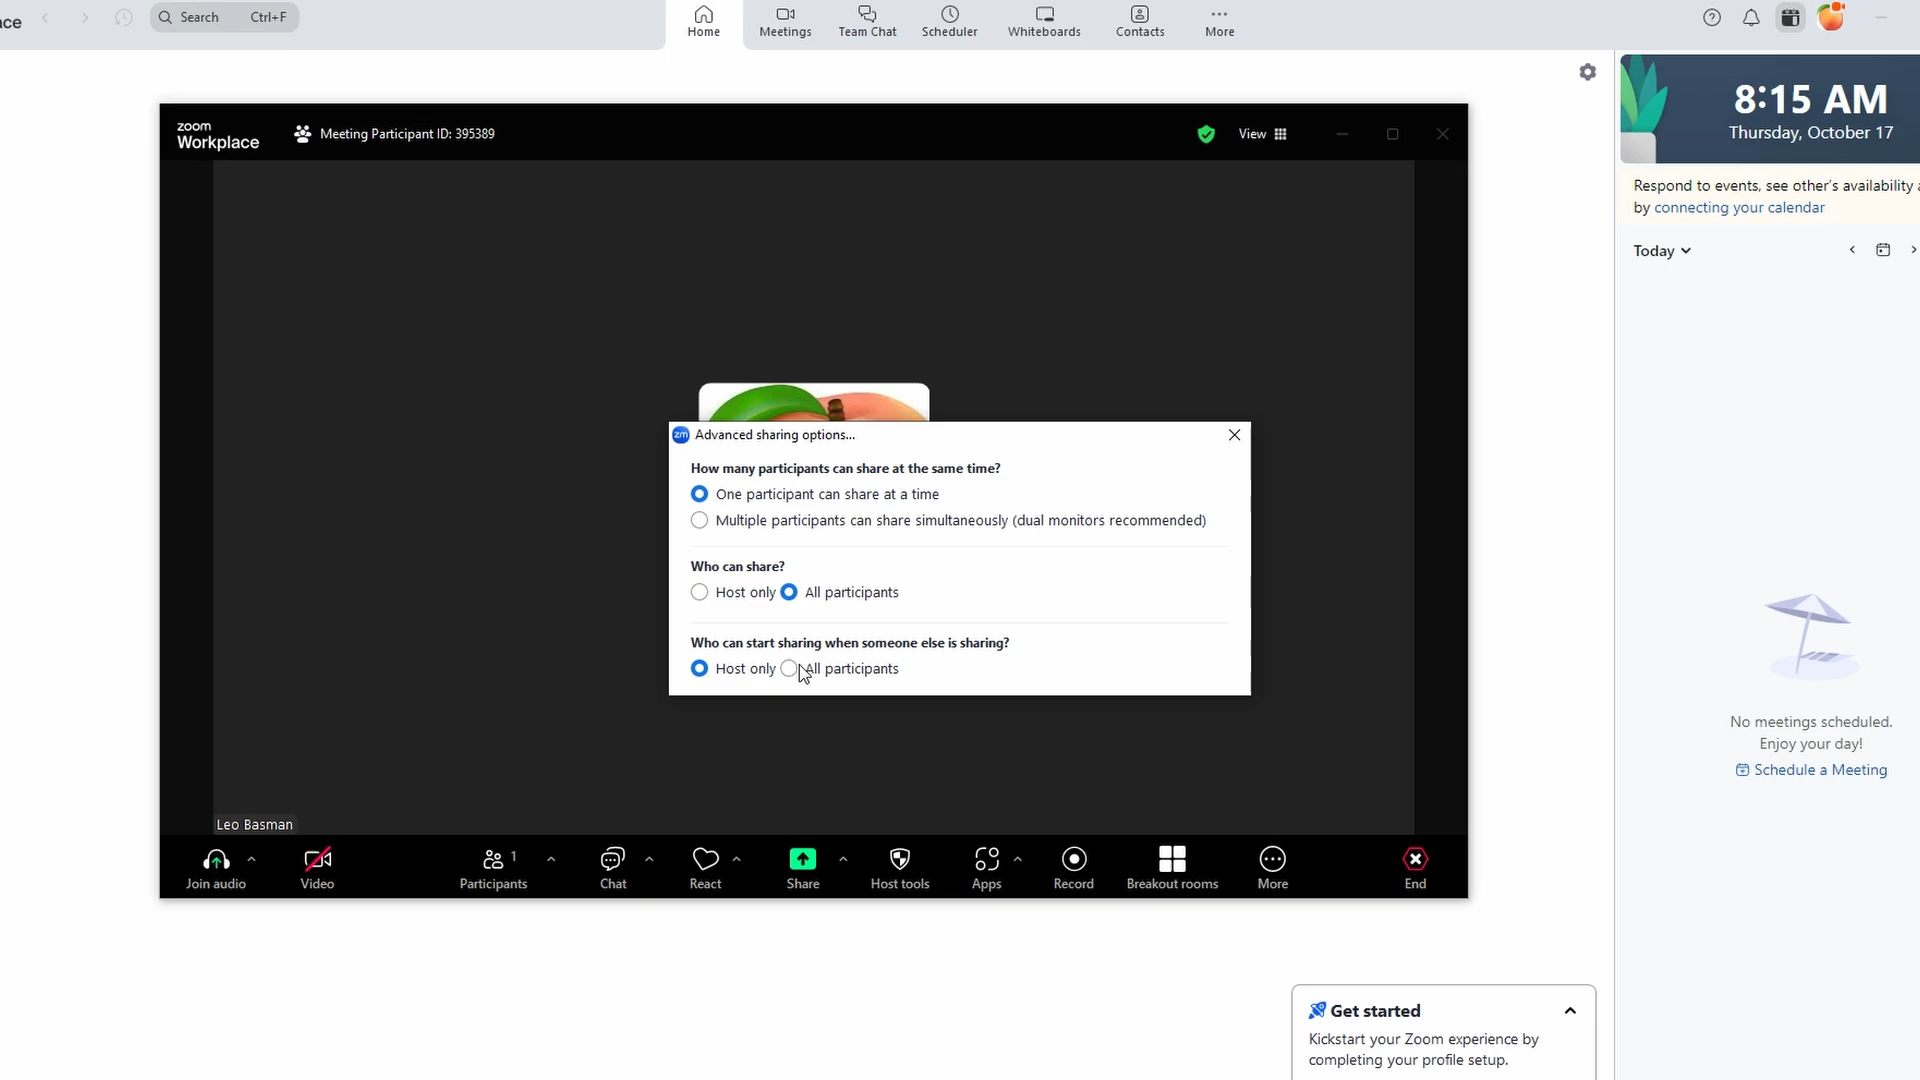 ce
Search Ctrl+F
Home Meetings Team Chat Scheduler Whiteboards Contacts More
8:15 AM
Thursday, October 17
zoom
Workplace
Meeting Participant ID: 395389
View
Respond to events, see other's availability
by connecting your calendar
Today
zm Advanced sharing options...
How many participants can share at the same time?
One participant can share at a time
Multiple participants can share simultaneously (dual monitors recommended)
Who can share?
Host only All participants
Who can start sharing when someone else is sharing?
Host only All participants
No meetings scheduled.
Enjoy your day!
Schedule a Meeting
Leo Basman
1
Join audio Video Participants Chat React Share Host tools Apps Record Breakout rooms More End
Get started
Kickstart your Zoom experience by
completing your profile setup.